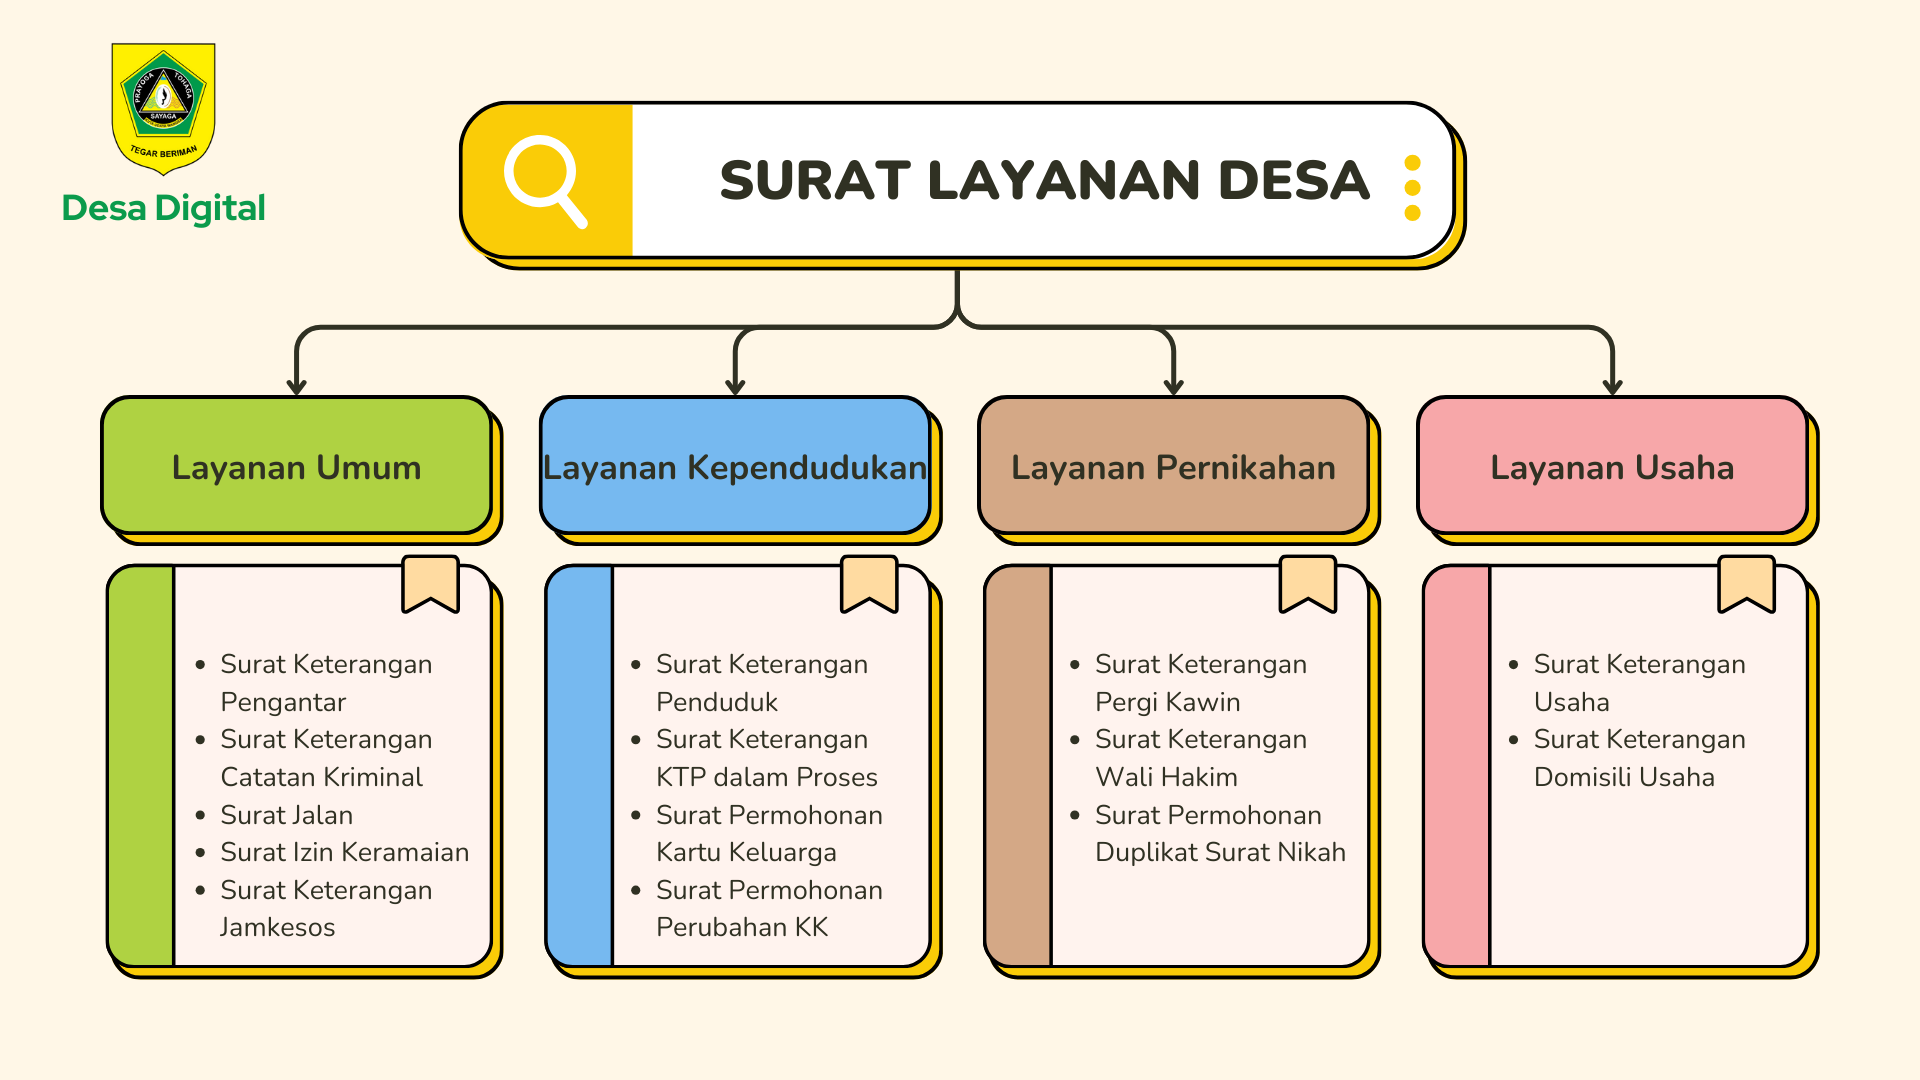 PRAYOGA
TOHAGA
SAYAGA
TEGAR BERIMAN
Desa Digital
SURAT LAYANAN DESA
Layanan Umum
Layanan Kependudukan
Layanan Pernikahan
Layanan Usaha
• Surat Keterangan
Pengantar
• Surat Keterangan
Catatan Kriminal
• Surat Jalan
• Surat Izin Keramaian
• Surat Keterangan
Jamkesos
• Surat Keterangan
Penduduk
• Surat Keterangan
KTP dalam Proses
• Surat Permohonan
Kartu Keluarga
• Surat Permohonan
Perubahan KK
• Surat Keterangan
Pergi Kawin
• Surat Keterangan
Wali Hakim
• Surat Permohonan
Duplikat Surat Nikah
• Surat Keterangan
Usaha
• Surat Keterangan
Domisili Usaha